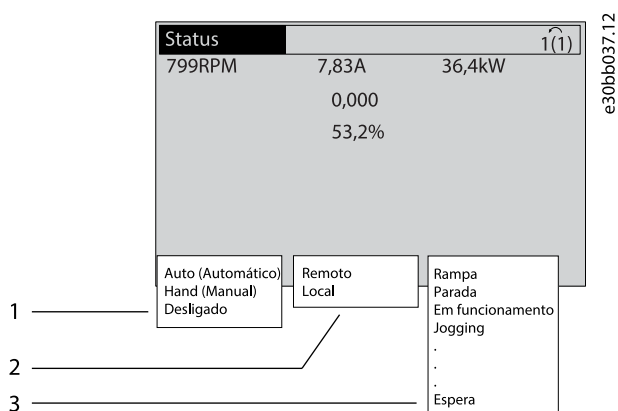 Status 1(1)
799RPM 7,83A 36,4kW
0,000
53,2%
Auto (Automático)
Hand (Manual)
Desligado
Remoto
Local
Rampa
Parada
Em funcionamento
Jogging
.
.
.
Espera
1
2
3
e30bb037.12